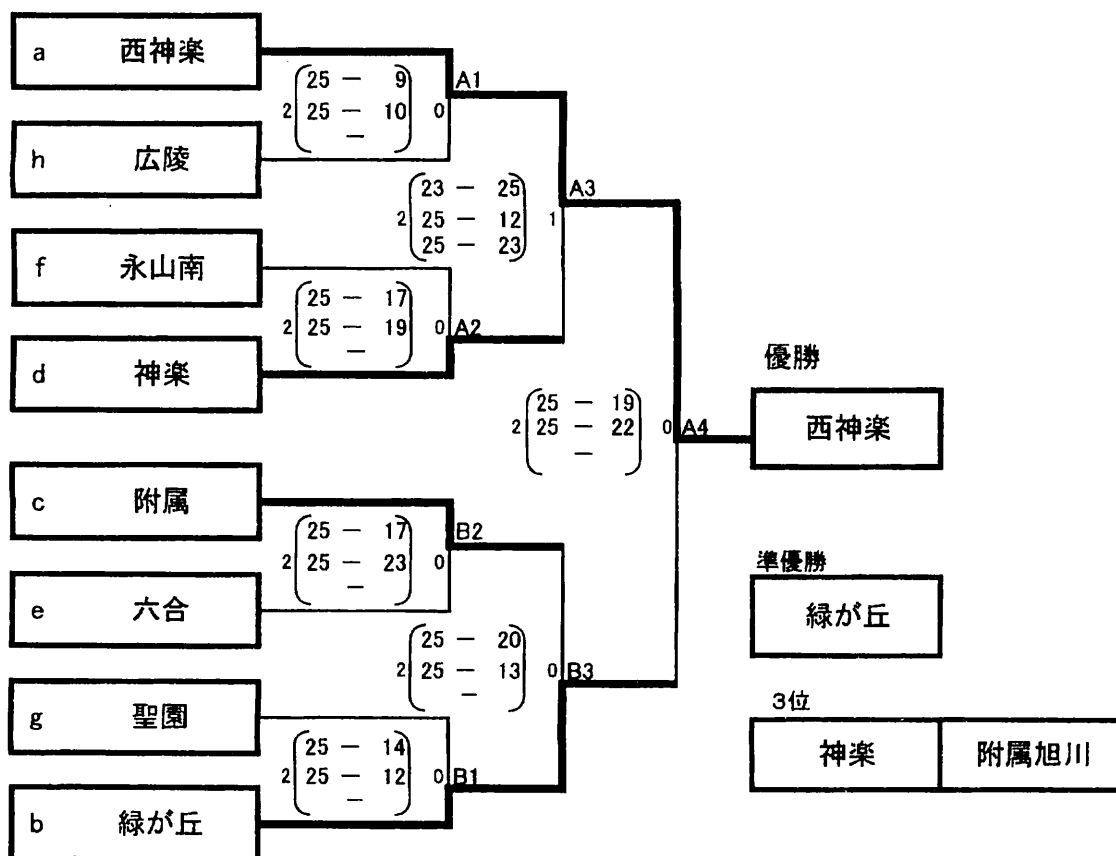 a 西神楽
25 - 9 A1
2 25 - 10 0
-
h 広陵
23 - 25 A3
2 25 - 12 1
25 - 23
f 永山南
25 - 17
2 25 - 19 0 A2
-
d 神楽
優勝
25 - 19
2 25 - 22 0 A4 西神楽
-
c 附属
25 - 17 B2
2 25 - 23 0
-
準優勝
e 六合
緑が丘
25 - 20
2 25 - 13 0 B3
-
3位
g 聖園
神楽 附属旭川
25 - 14
2 25 - 12 0 B1
-
b 緑が丘